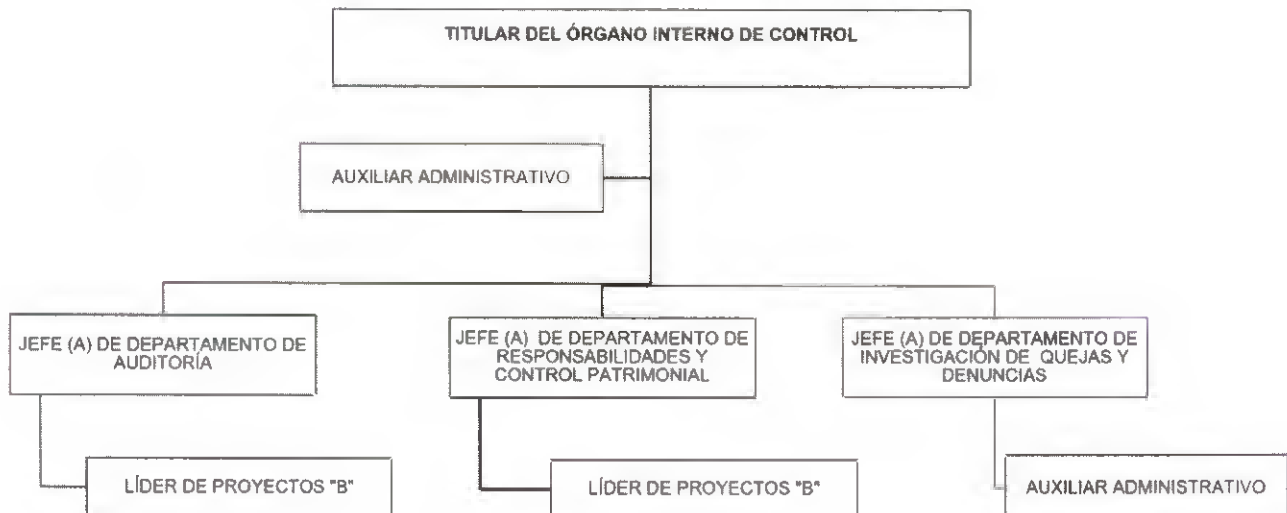 TITULAR DEL ÓRGANO INTERNO DE CONTROL
AUXILIAR ADMINISTRATIVO
JEFE (A) DE DEPARTAMENTO DE
AUDITORÍA
JEFE (A) DE DEPARTAMENTO DE
RESPONSABILIDADES Y
CONTROL PATRIMONIAL
JEFE (A) DE DEPARTAMENTO DE
INVESTIGACIÓN DE QUEJAS Y
DENUNCIAS
LÍDER DE PROYECTOS "B"
LÍDER DE PROYECTOS "B"
AUXILIAR ADMINISTRATIVO